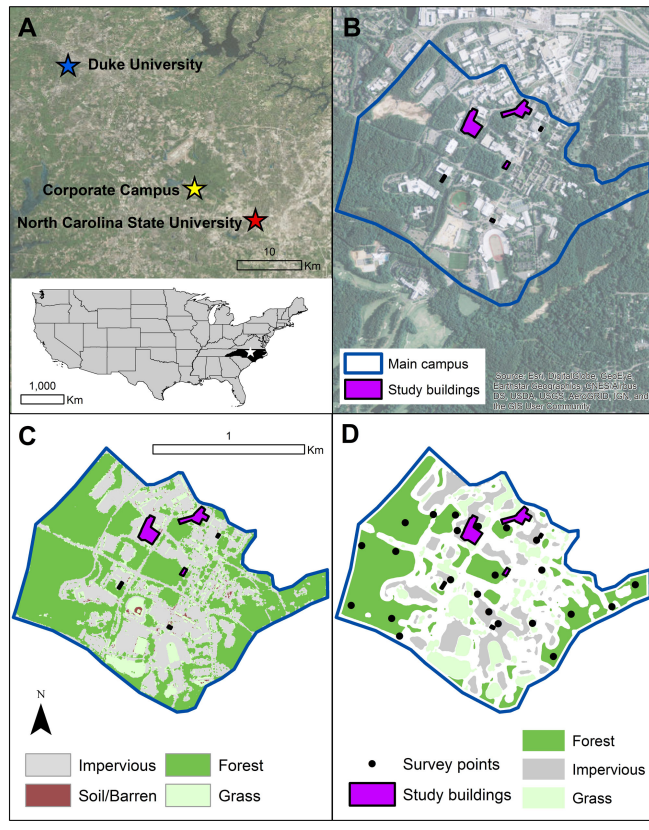 A
Duke University
Corporate Campus
North Carolina State University
10
Km
1,000
Km
B
Main campus
Study buildings
Source: Esri, DigitalGlobe, GeoEye,
Earthstar Geographics, CNES/Airbus
DS, USDA, USGS, AeroGRID, IGN, and
the GIS User Community
C
1
Km
N
Impervious
Forest
Soil/Barren
Grass
D
Survey points
Study buildings
Forest
Impervious
Grass